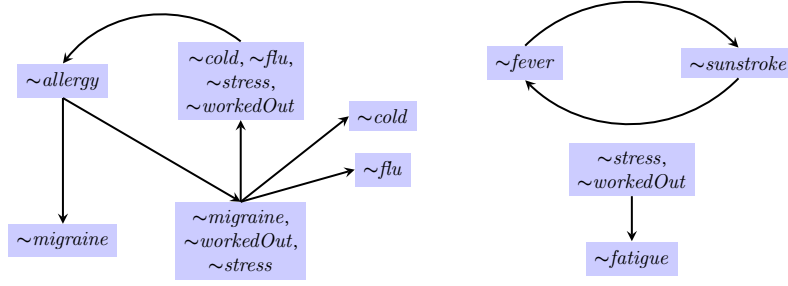 ∼allergy
∼cold, ∼flu,
∼stress,
∼workedOut
∼cold
∼flu
∼migraine
∼migraine,
∼workedOut,
∼stress
∼fever
∼sunstroke
∼stress,
∼workedOut
∼fatigue